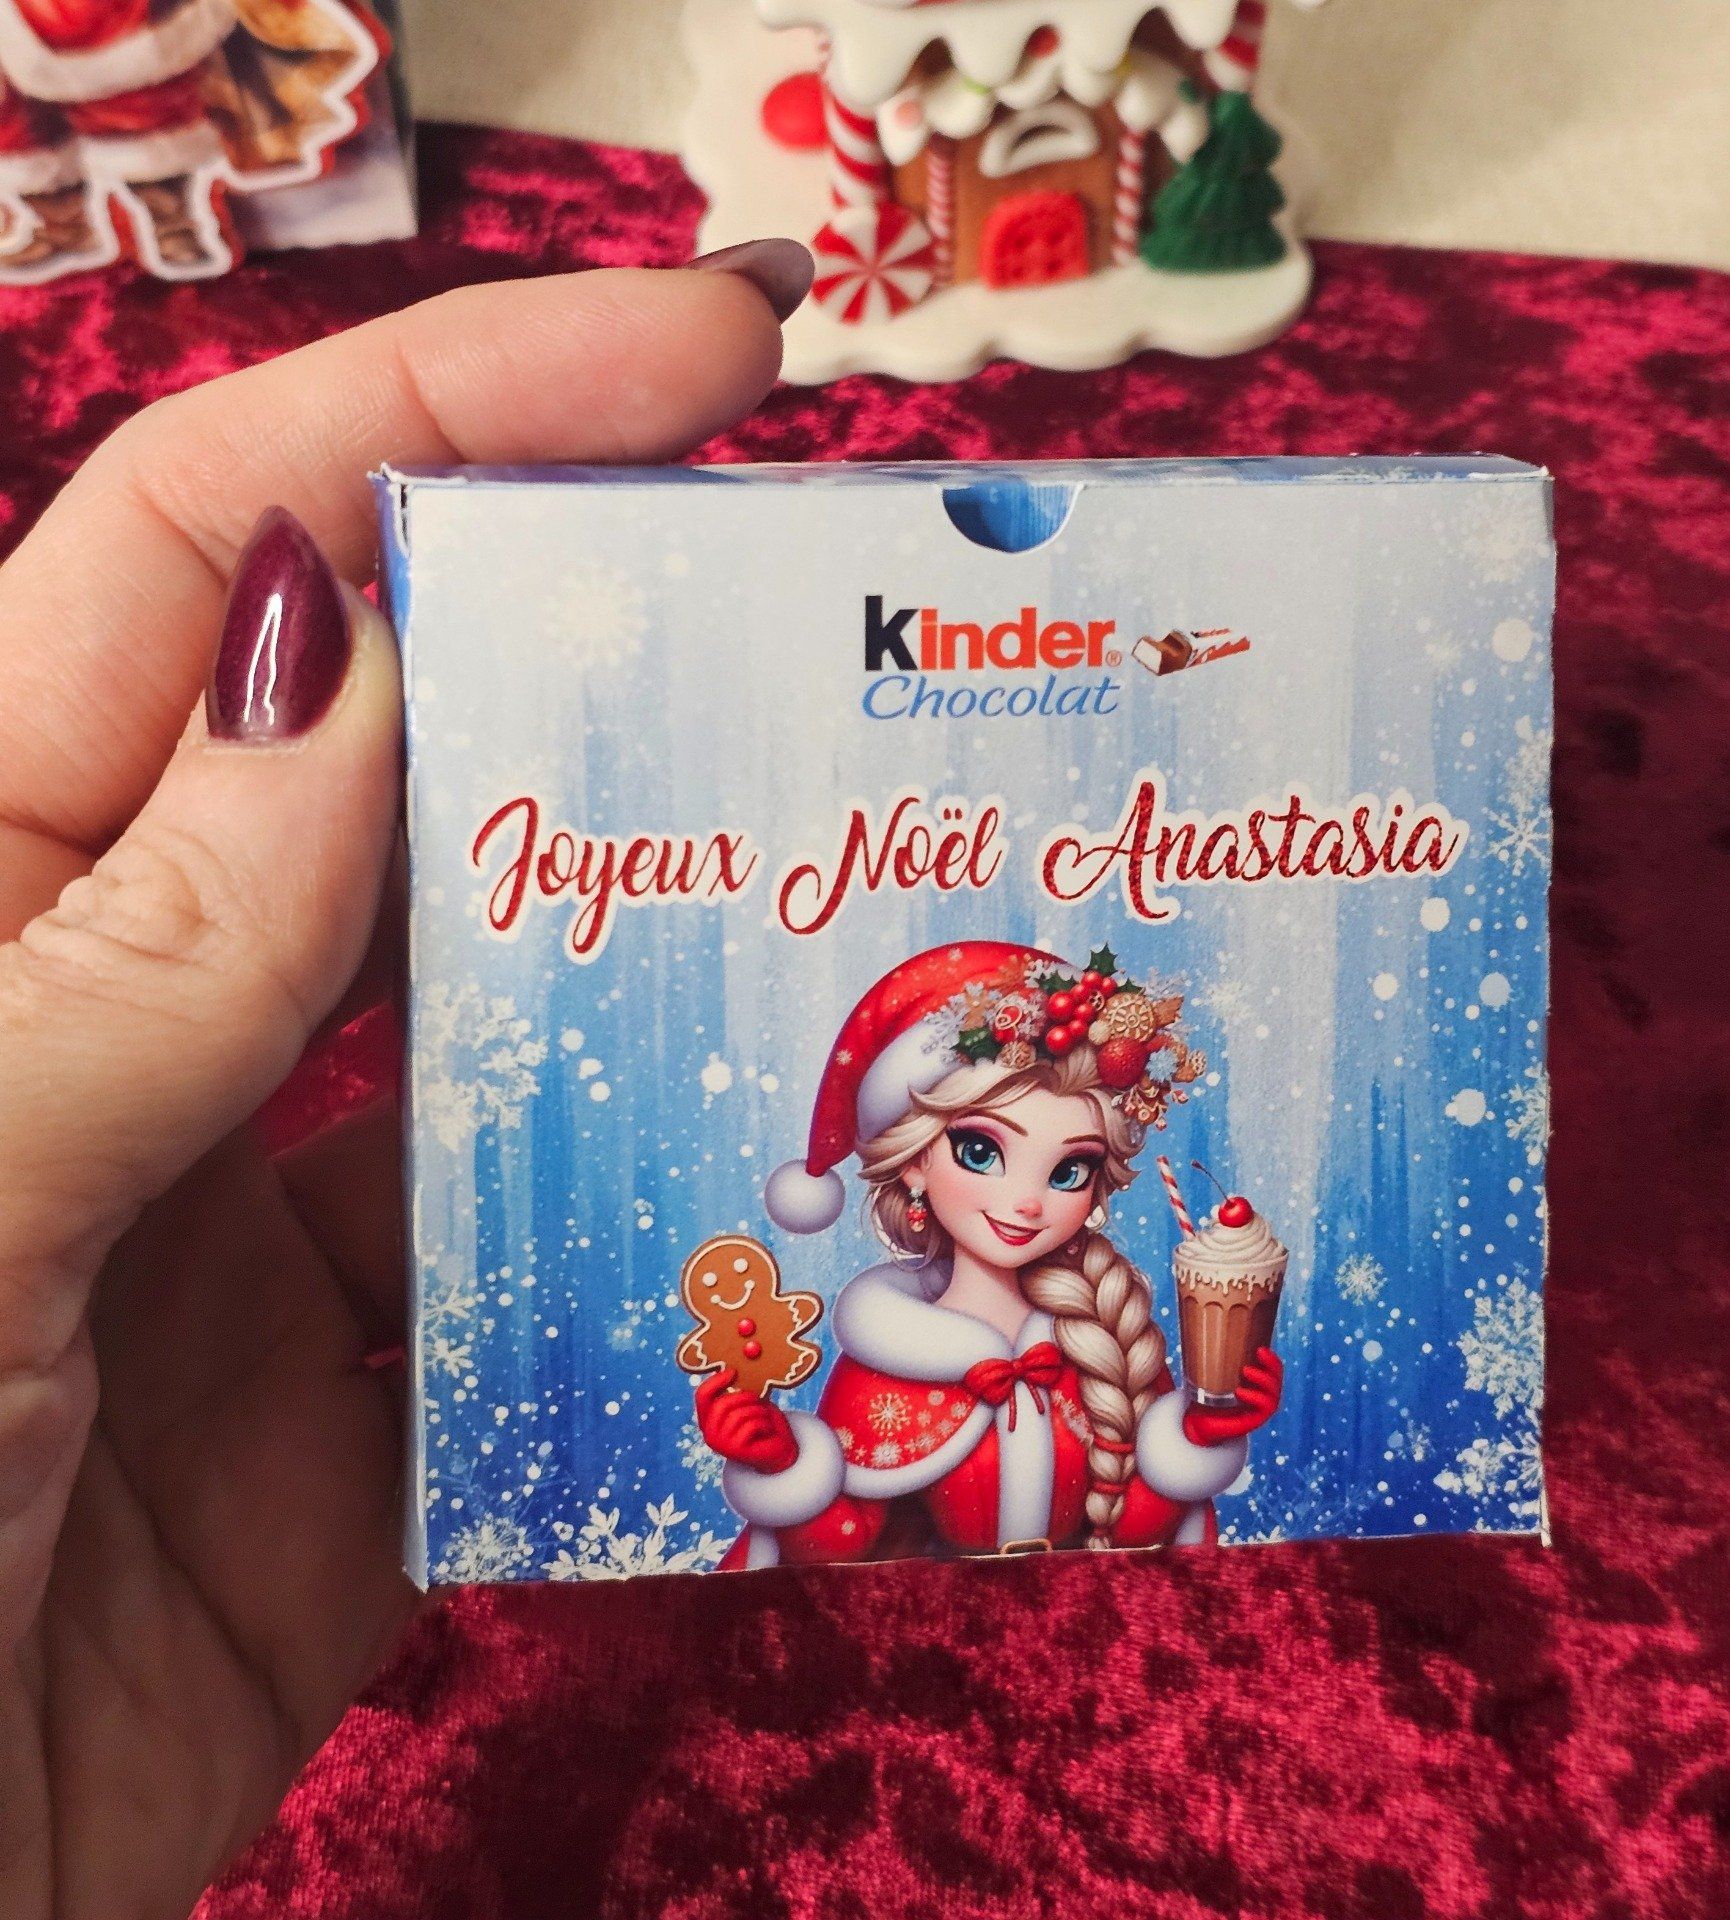 Kinder®
Chocolat
Joyeux Noël Anastasia